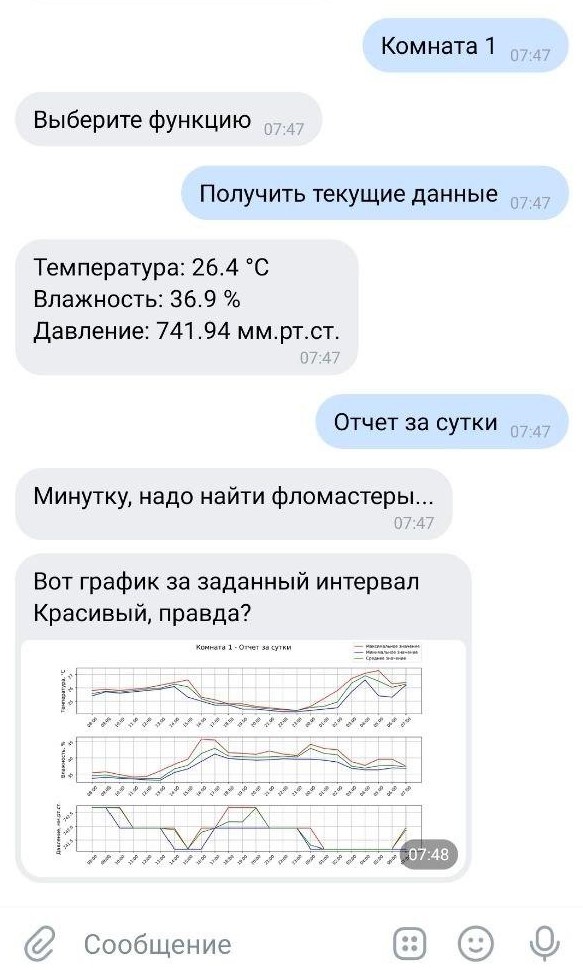 Комната 1 07:47
Выберите функцию 07:47
Получить текущие данные 07:47
Температура: 26.4 °C
Влажность: 36.9 %
Давление: 741.94 мм.рт.ст.
07:47
Отчет за сутки 07:47
Минутку, надо найти фломастеры...
07:47
Вот график за заданный интервал
Красивый, правда?
Комната 1 - Отчет за сутки
Максимальное значение
Минимальное значение
Среднее значение
Температура, °C
Влажность, %
Давление, мм.рт.ст.
07:48
Сообщение